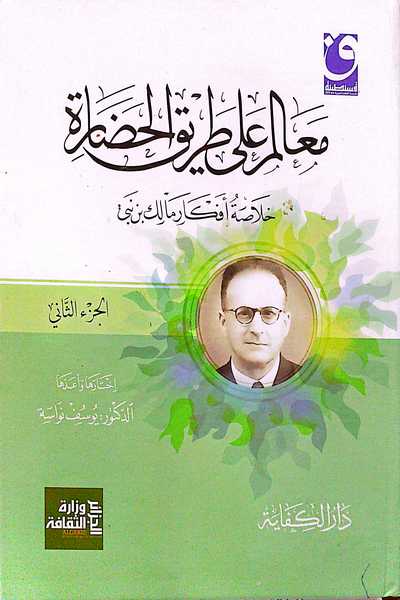 قسنطينة
معالم على طريق الحضارة
خلاصة أفكار مالك بن نبي
الجزء الثاني
إختارها وأعدها
الدكتور: يوسف نواسة
دار الكفاية
وزارة
الثقافة